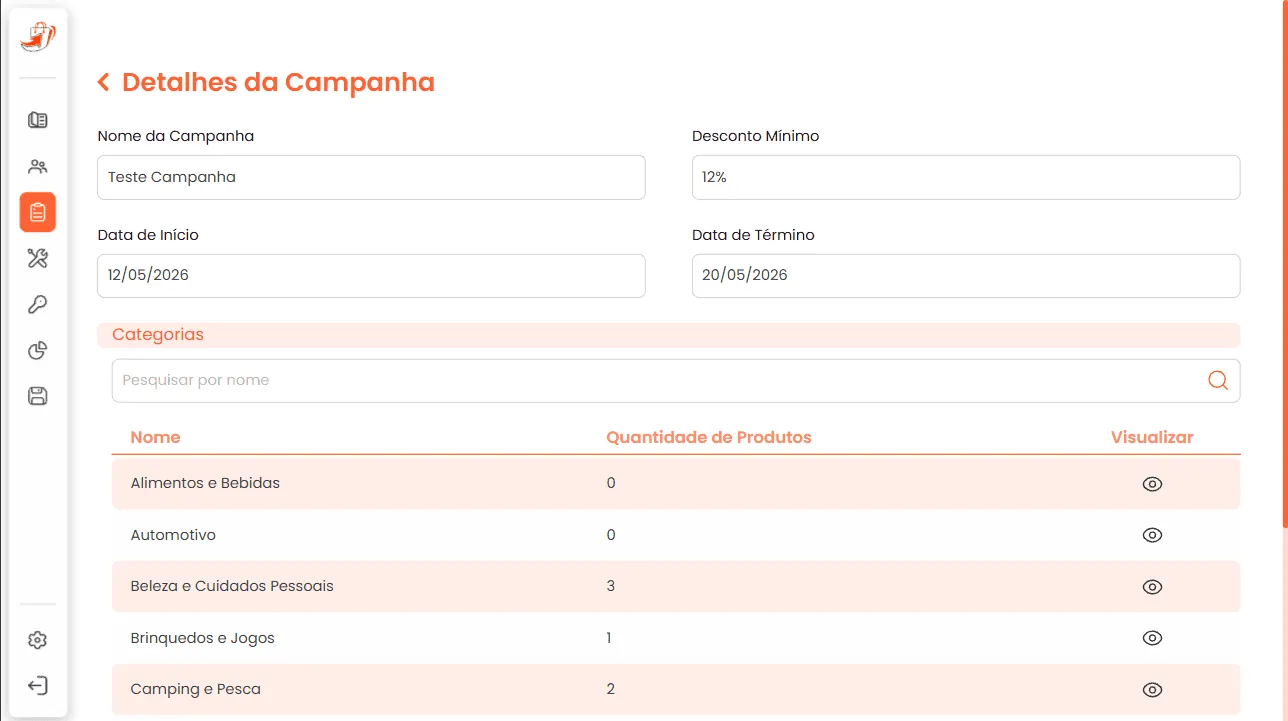 Detalhes da Campanha
Nome da Campanha
Desconto Mínimo
Teste Campanha
12%
Data de Início
Data de Término
12/05/2026
20/05/2026
Categorias
Pesquisar por nome
Nome Quantidade de Produtos Visualizar
Alimentos e Bebidas 0
Automotivo 0
Beleza e Cuidados Pessoais 3
Brinquedos e Jogos 1
Camping e Pesca 2